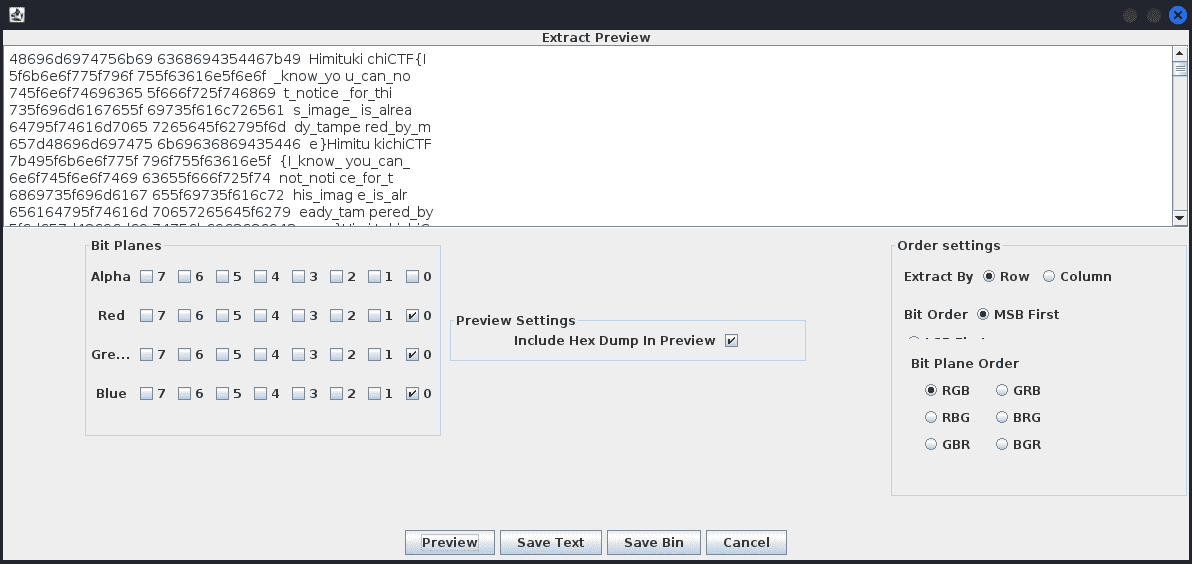 Extract Preview
48696d6974756b69 6368694354467b49 Himituki chiCTF{I
5f6b6e6f775f796f 755f63616e5f6e6f _know_yo u_can_no
745f6e6f74696365 5f666f725f746869 t_notice _for_thi
735f696d6167655f 69735f616c726561 s_image_ is_alrea
64795f74616d7065 7265645f62795f6d dy_tampe red_by_m
657d48696d697475 6b69636869435446 e}Himitu kichiCTF
7b495f6b6e6f775f 796f755f63616e5f {I_know_ you_can_
6e6f745f6e6f7469 63655f666f725f74 not_noti ce_for_t
6869735f696d6167 655f69735f616c72 his_imag e_is_alr
656164795f74616d 70657265645f6279 eady_tam pered_by
Bit Planes
Alpha 7 6 5 4 3 2 1 0
Red 7 6 5 4 3 2 1 0
Gre... 7 6 5 4 3 2 1 0
Blue 7 6 5 4 3 2 1 0
Preview Settings
Include Hex Dump In Preview
Order settings
Extract By Row Column
Bit Order MSB First
Bit Plane Order
RGB GRB
RBG BRG
GBR BGR
Preview Save Text Save Bin Cancel